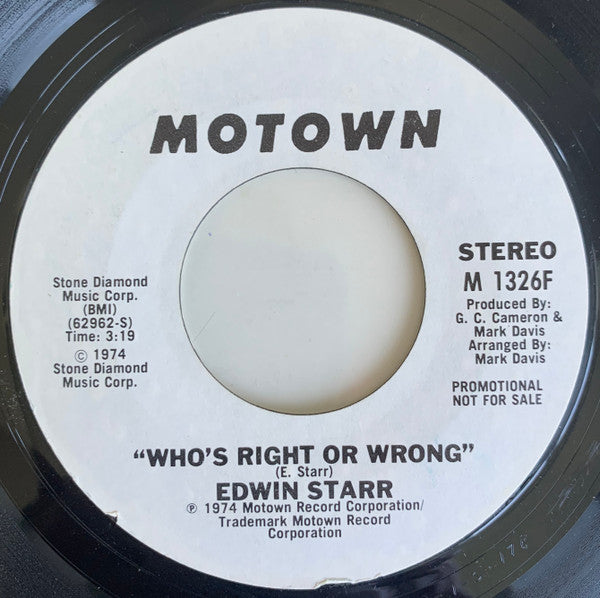 MOTOWN
Stone Diamond
Music Corp.
(BMI)
(62962-S)
Time: 3:19
© 1974
Stone Diamond
Music Corp.
STEREO
M 1326F
Produced By:
G. C. Cameron &
Mark Davis
Arranged By:
Mark Davis
PROMOTIONAL
NOT FOR SALE
"WHO'S RIGHT OR WRONG"
(E. Starr)
EDWIN STARR
℗ 1974 Motown Record Corporation/
Trademark Motown Record
Corporation